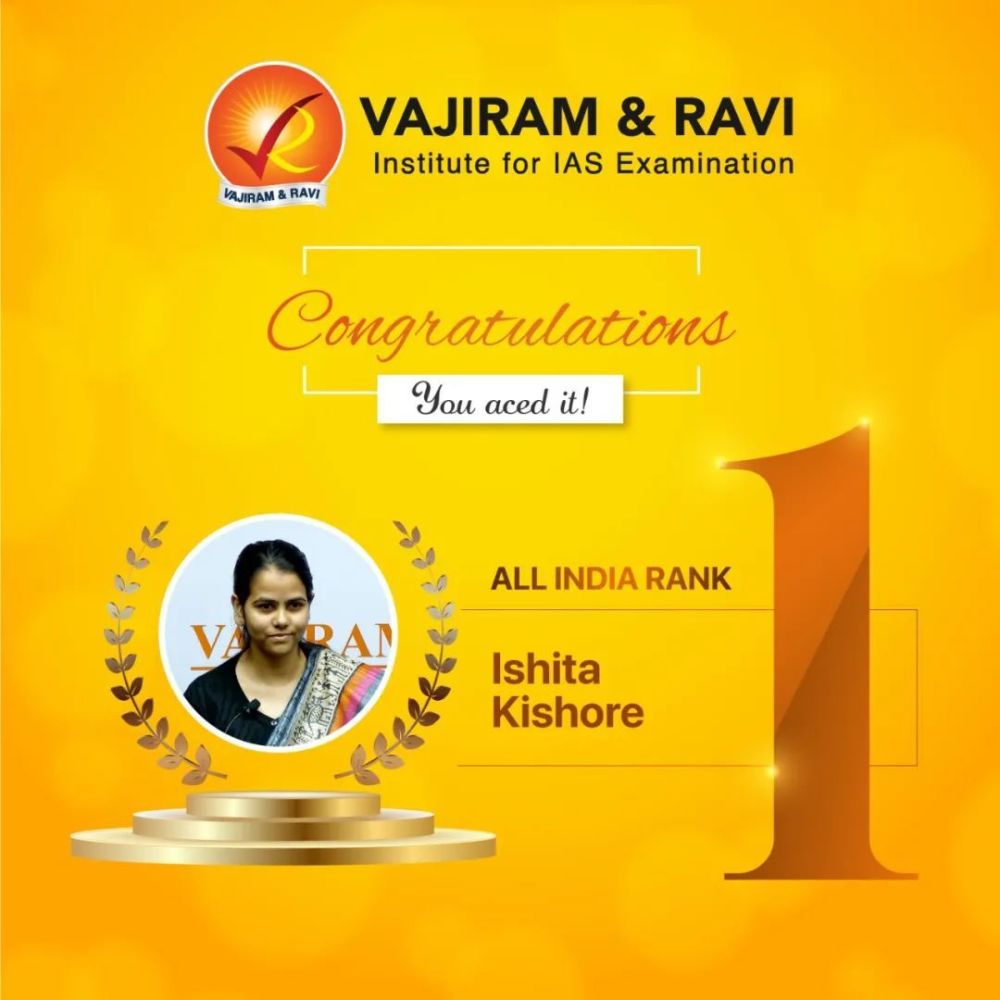 VAJIRAM & RAVI
VAJIRAM & RAVI
Institute for IAS Examination
Congratulations
You aced it!
ALL INDIA RANK
1
Ishita
Kishore